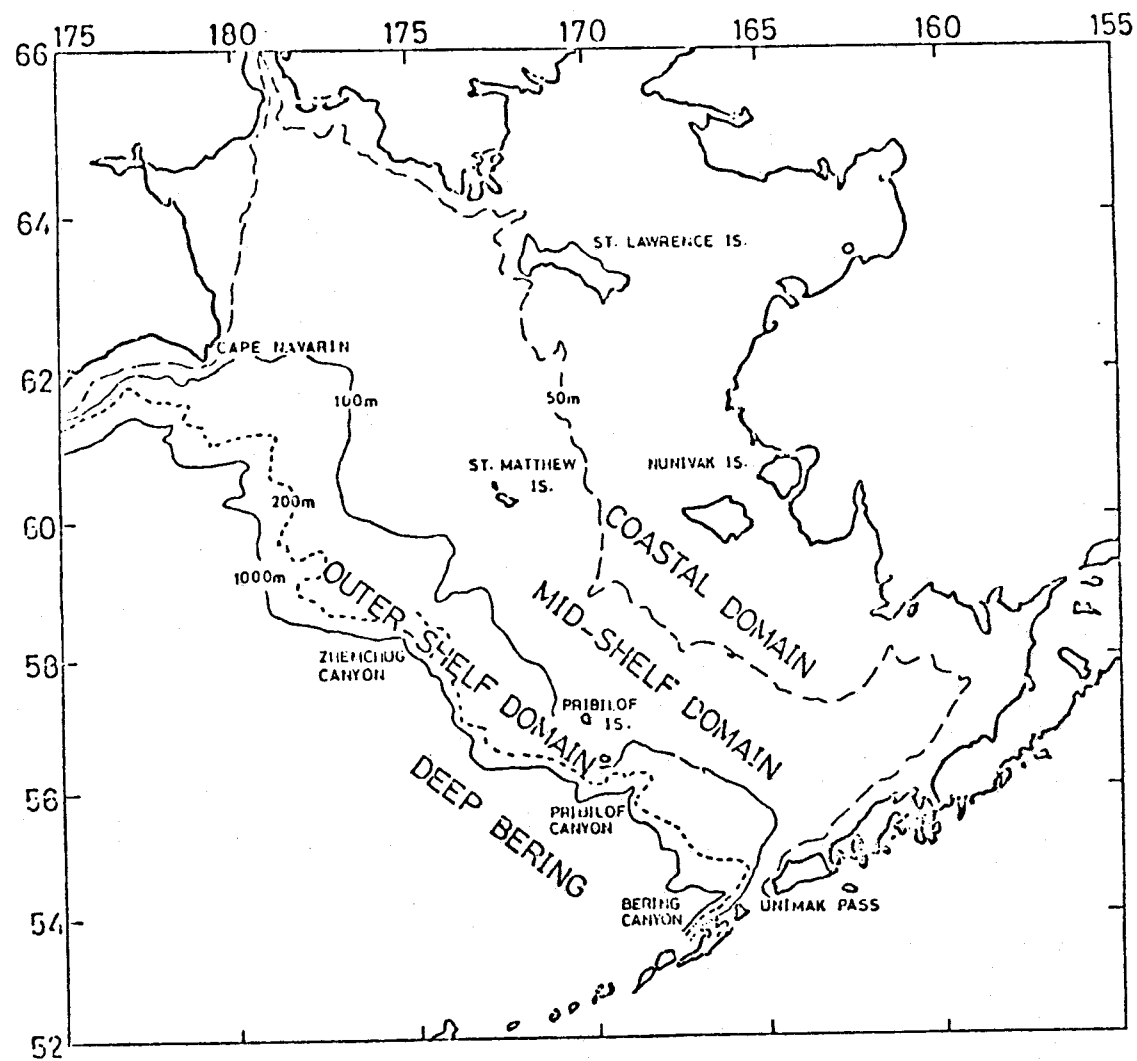 175 180 175 170 165 160 155
66
64
62
60
58
56
54
52
ST. LAWRENCE IS.
CAPE NAVARIN
100m
50m
ST. MATTHEW
IS.
NUNIVAK IS.
200m
1000m
COASTAL DOMAIN
MID-SHELF DOMAIN
OUTER-SHELF DOMAIN
ZHEMCHUG
CANYON
PRIBILOF
IS.
DEEP BERING
PRIBILOF
CANYON
BERING
CANYON
UNIMAK PASS